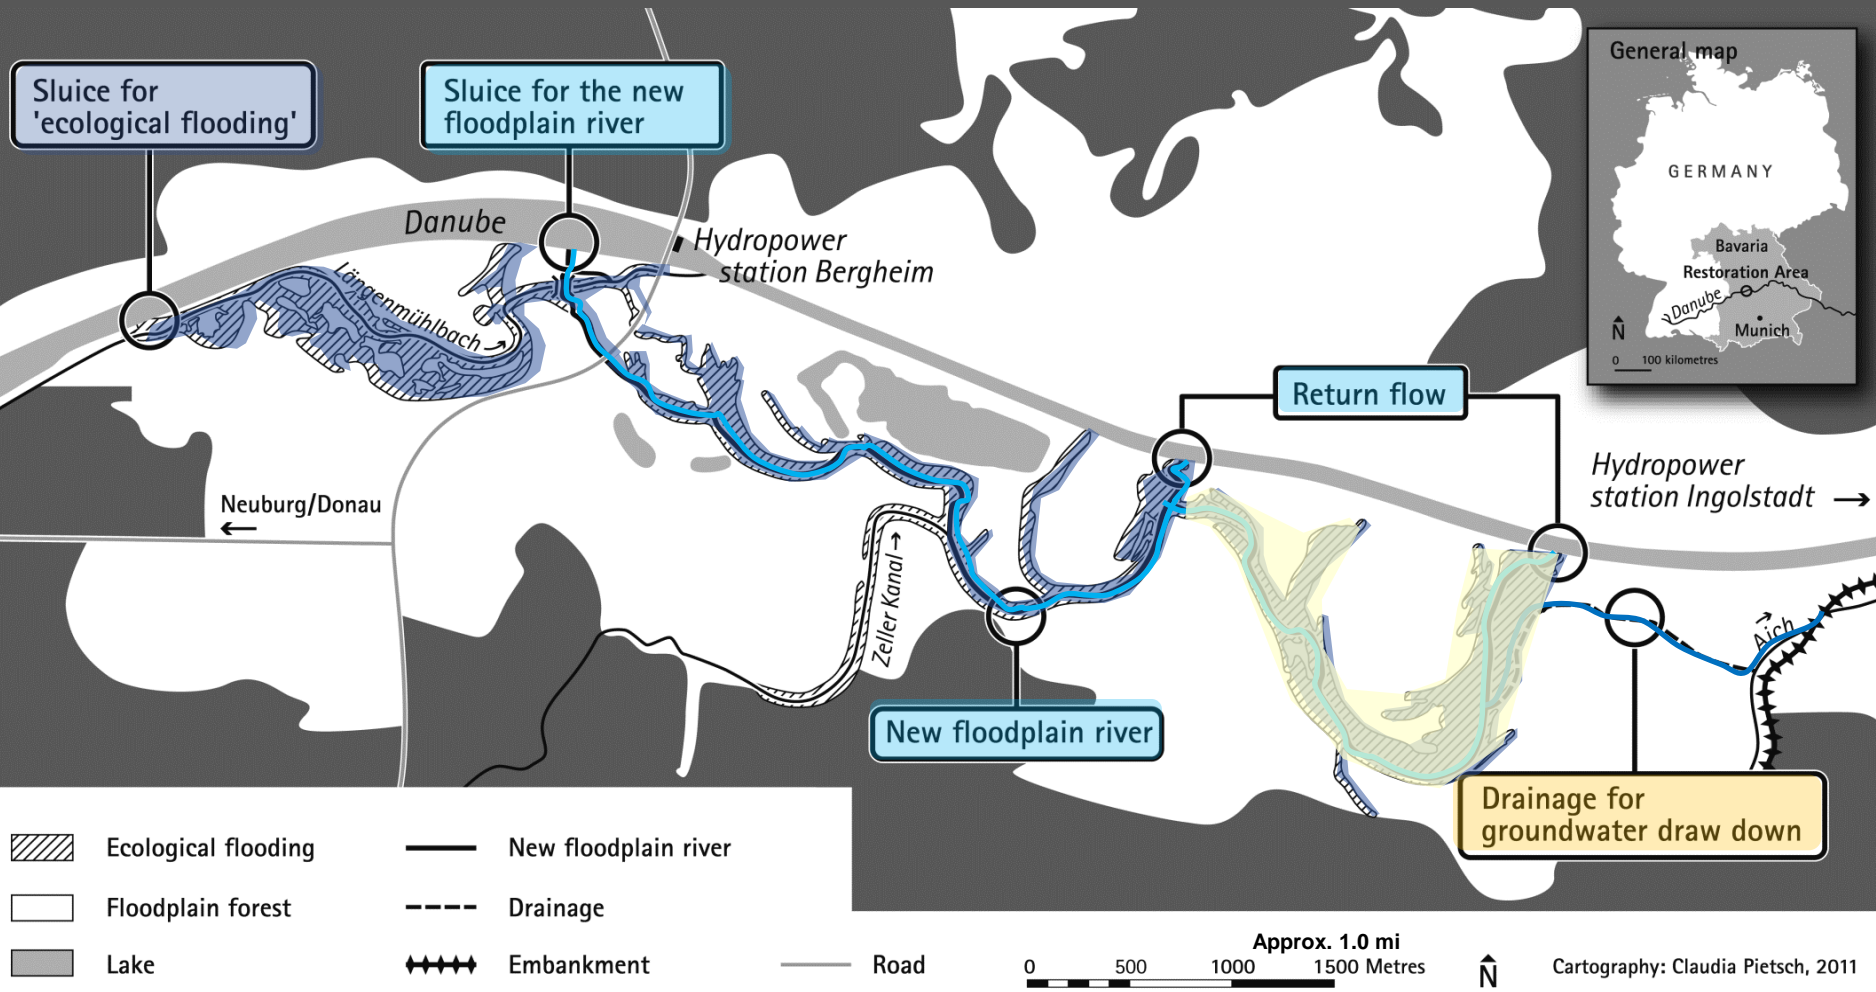 Sluice for
'ecological flooding'
Sluice for the new
floodplain river
General map
GERMANY
Bavaria
Restoration Area
Danube
Munich
N
0 100 kilometres
Danube
Hydropower
station Bergheim
Längenmühlbach
Return flow
Hydropower
station Ingolstadt
Neuburg/Donau
Zeller Kanal
Aich
New floodplain river
Drainage for
groundwater draw down
Ecological flooding
New floodplain river
Floodplain forest
Drainage
Lake
Embankment
Road
Approx. 1.0 mi
0 500 1000 1500 Metres
N
Cartography: Claudia Pietsch, 2011